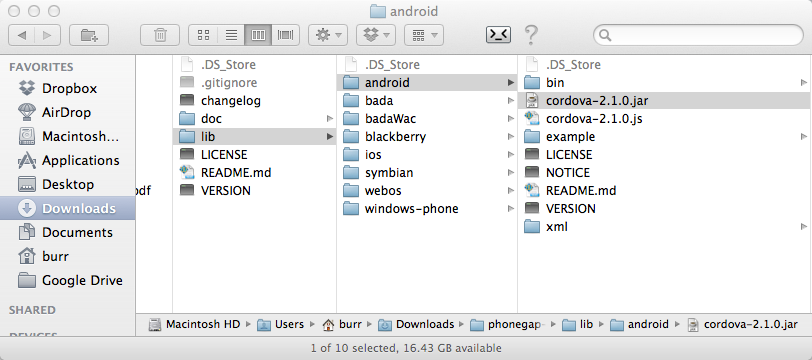 android
FAVORITES
Dropbox
AirDrop
Macintosh...
Applications
Desktop
Downloads
Documents
burr
Google Drive
SHARED
odf
.DS_Store
.gitignore
changelog
doc
lib
LICENSE
README.md
VERSION
.DS_Store
android
bada
badaWac
blackberry
ios
symbian
webos
windows-phone
.DS_Store
bin
cordova-2.1.0.jar
cordova-2.1.0.js
example
LICENSE
NOTICE
README.md
VERSION
xml
Macintosh HD Users burr Downloads phonegap- lib android cordova-2.1.0.jar
1 of 10 selected, 16.43 GB available